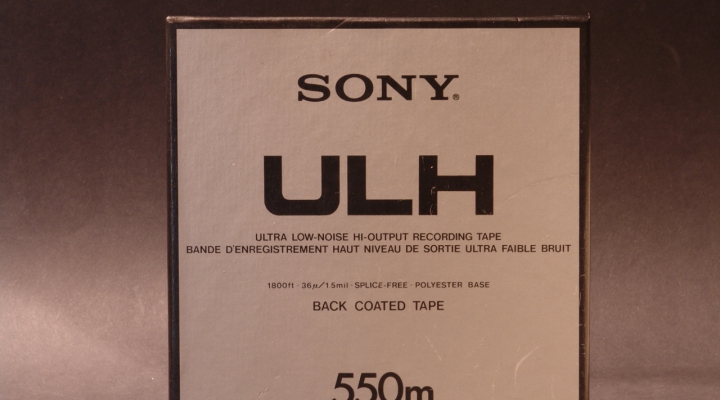 SONY®
ULH
ULTRA LOW-NOISE HI-OUTPUT RECORDING TAPE
BANDE D'ENREGISTREMENT HAUT NIVEAU DE SORTIE ULTRA FAIBLE BRUIT
1800ft · 36μ/1.5mil · SPLICE-FREE · POLYESTER BASE
BACK COATED TAPE
550m